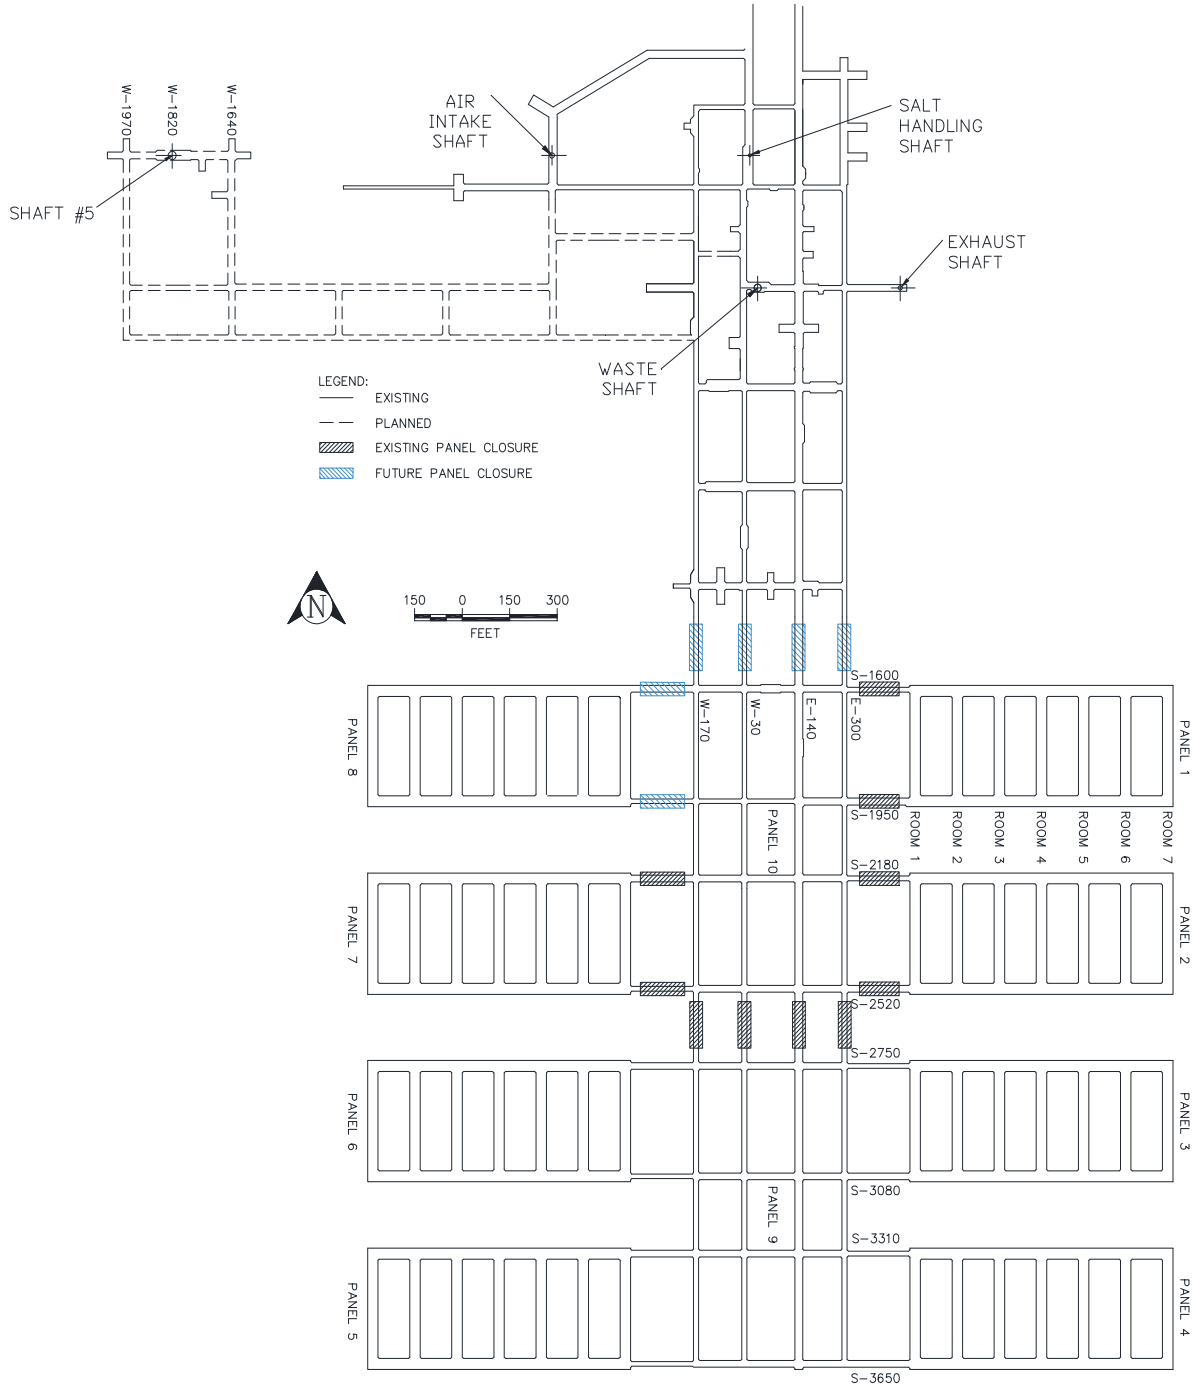 W-1970
W-1820
W-1640
AIR
INTAKE
SHAFT
SALT
HANDLING
SHAFT
SHAFT #5
EXHAUST
SHAFT
WASTE
SHAFT
LEGEND:
EXISTING
PLANNED
EXISTING PANEL CLOSURE
FUTURE PANEL CLOSURE
N
150 0 150 300
FEET
S-1600
W-170
W-30
E-140
E-300
PANEL 8
PANEL 1
S-1950
PANEL 10
ROOM 1
ROOM 2
ROOM 3
ROOM 4
ROOM 5
ROOM 6
ROOM 7
S-2180
PANEL 7
PANEL 2
S-2520
S-2750
PANEL 6
PANEL 3
S-3080
PANEL 9
S-3310
PANEL 5
PANEL 4
S-3650